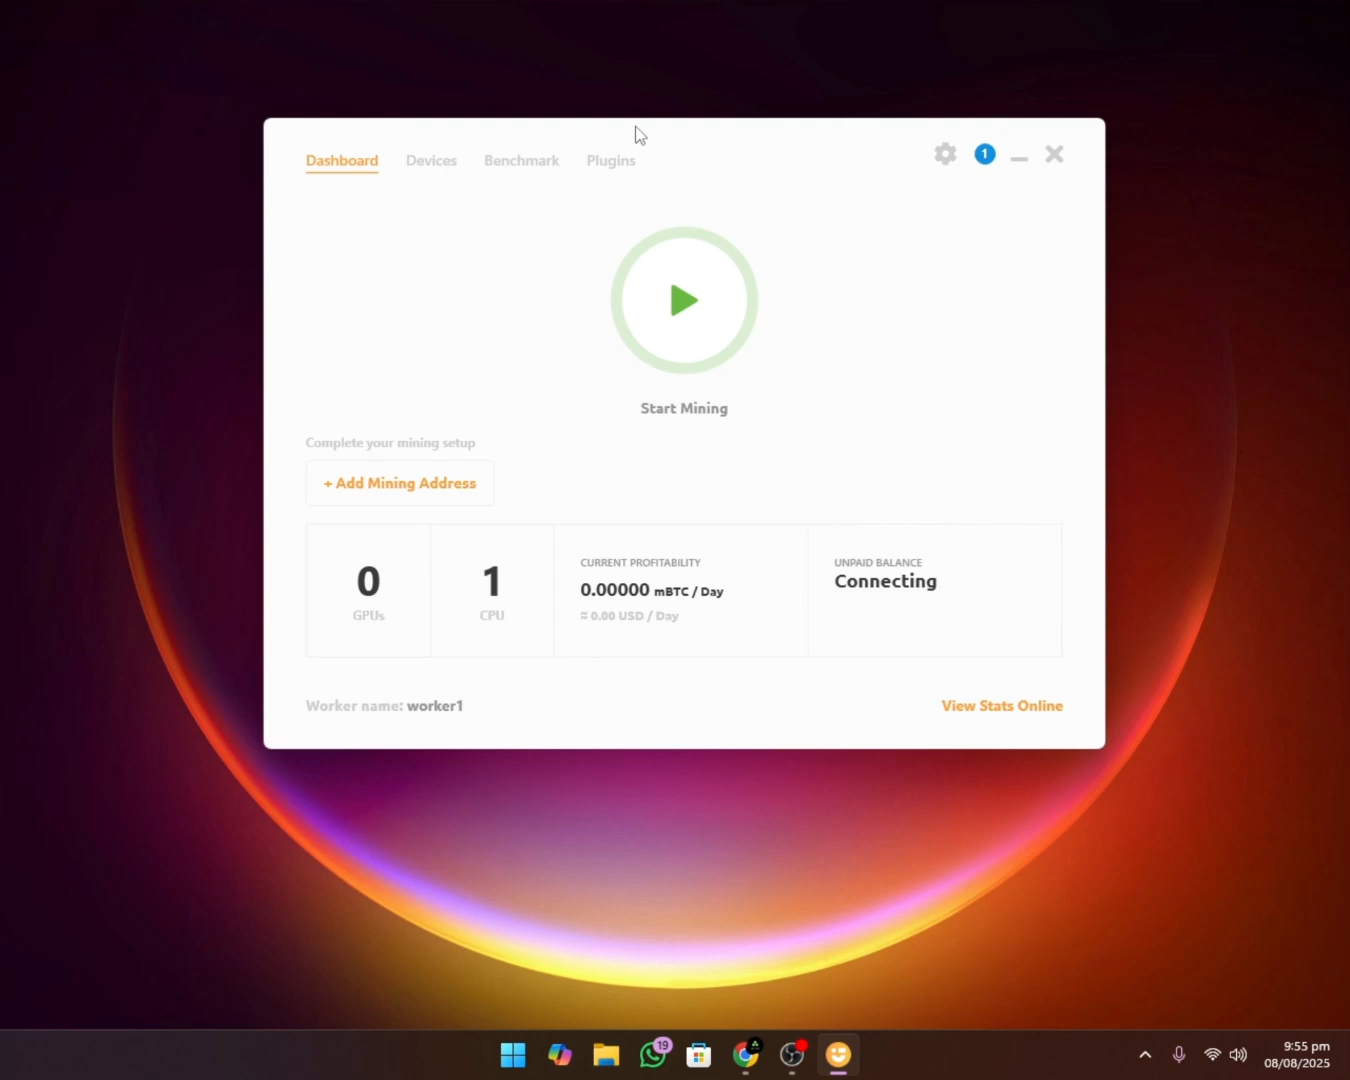 Dashboard Devices Benchmark Plugins
1
Start Mining
Complete your mining setup
+ Add Mining Address
0
GPUs
1
CPU
CURRENT PROFITABILITY
0.00000 mBTC / Day
≈ 0.00 USD / Day
UNPAID BALANCE
Connecting
Worker name: worker1
View Stats Online
19
9:55 pm
08/08/2025